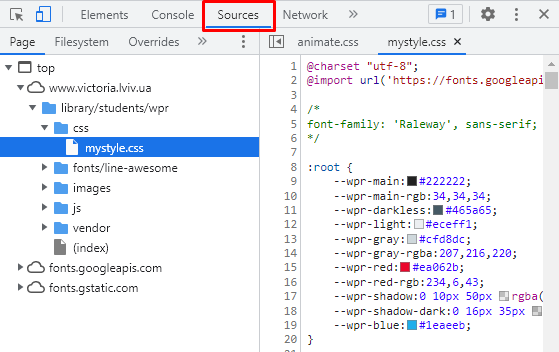 Elements Console Sources Network » 1
Page Filesystem Overrides »
animate.css mystyle.css ×
top
www.victoria.lviv.ua
library/students/wpr
css
mystyle.css
fonts/line-awesome
images
js
vendor
(index)
fonts.googleapis.com
fonts.gstatic.com
1 @charset "utf-8";
2 @import url('https://fonts.googleapi
3
4 /*
5 font-family: 'Raleway', sans-serif;
6 */
7
8 :root {
9 --wpr-main:#222222;
10 --wpr-main-rgb:34,34,34;
11 --wpr-darkless:#465a65;
12 --wpr-light:#eceff1;
13 --wpr-gray:#cfd8dc;
14 --wpr-gray-rgba:207,216,220;
15 --wpr-red:#ea062b;
16 --wpr-red-rgb:234,6,43;
17 --wpr-shadow:0 10px 50px rgba(
18 --wpr-shadow-dark:0 16px 35px
19 --wpr-blue:#1eaeeb;
20 }